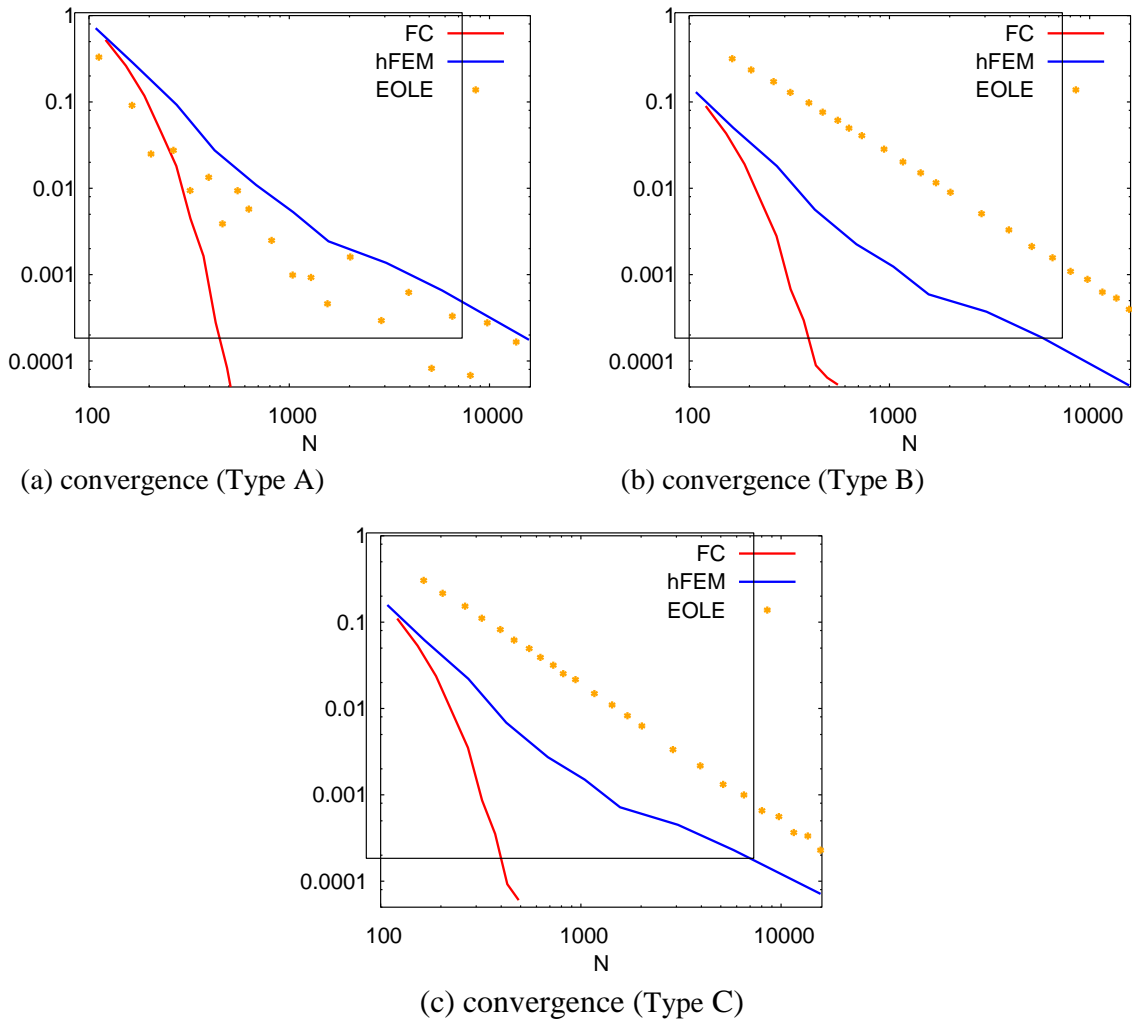 1
0.1
0.01
0.001
0.0001
100
1000
10000
N
FC
hFEM
EOLE
(a) convergence (Type A)
1
0.1
0.01
0.001
0.0001
100
1000
10000
N
FC
hFEM
EOLE
(b) convergence (Type B)
1
0.1
0.01
0.001
0.0001
100
1000
10000
N
FC
hFEM
EOLE
(c) convergence (Type C)